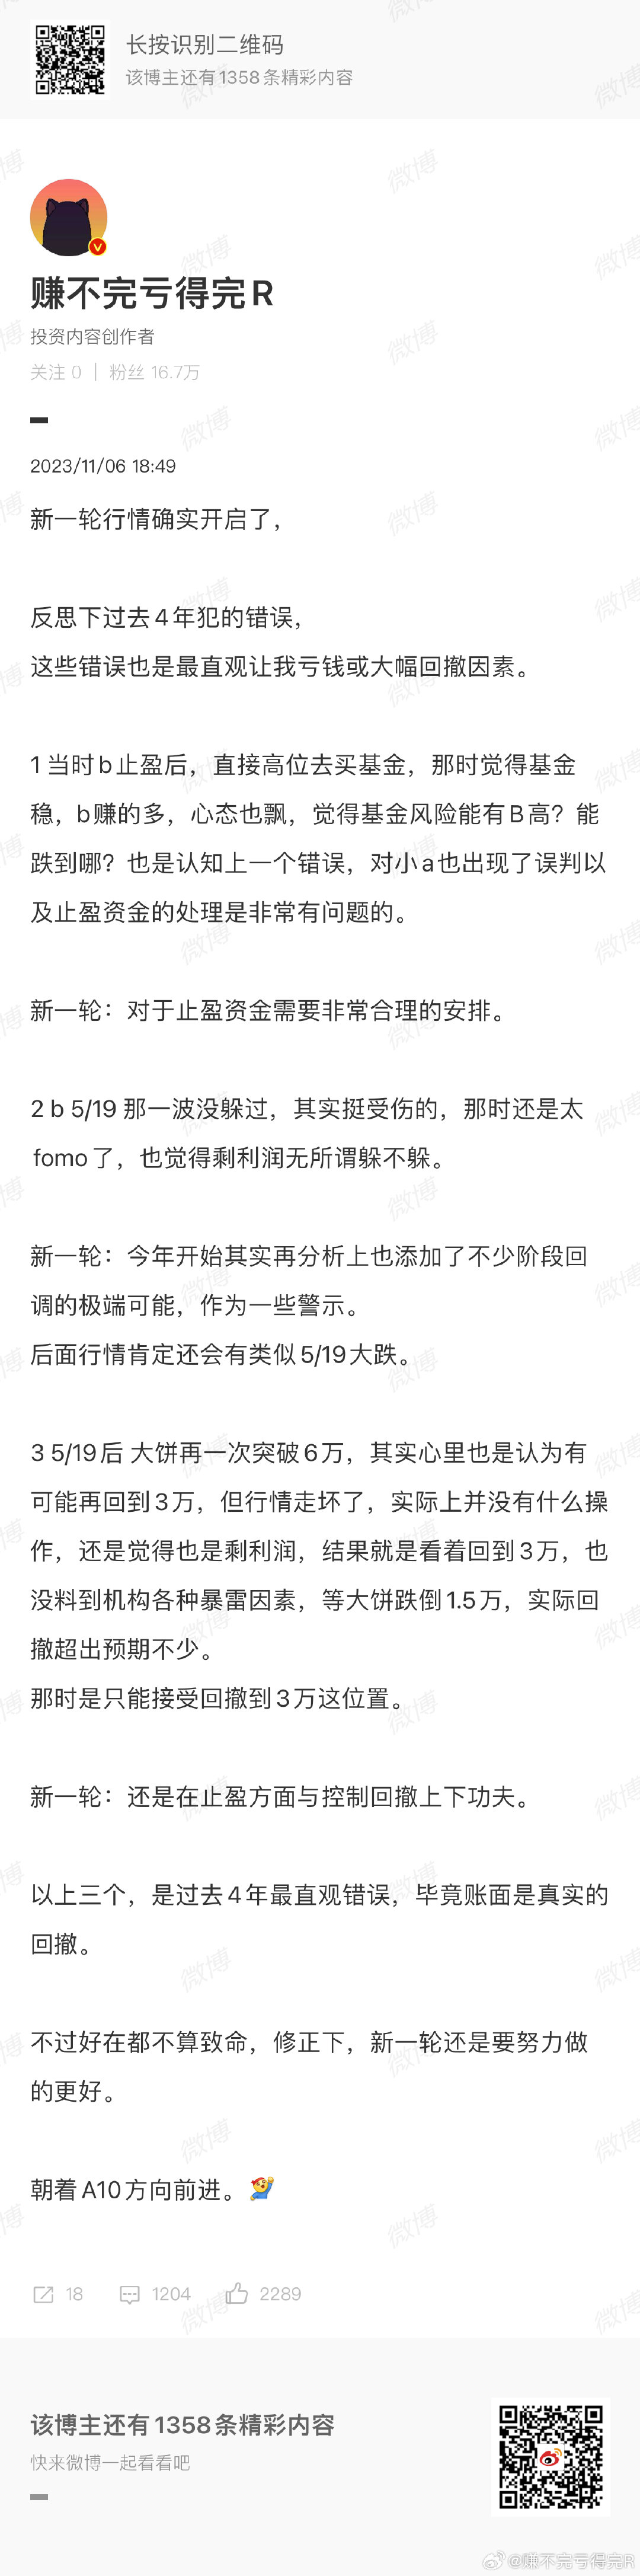 长按识别二维码
该博主还有1358条精彩内容
赚不完亏得完R
投资内容创作者
关注 0 | 粉丝 16.7万
2023/11/06 18:49
新一轮行情确实开启了，
反思下过去4年犯的错误，
这些错误也是最直观让我亏钱或大幅回撤因素。
1 当时b止盈后，直接高位去买基金，那时觉得基金
稳，b赚的多，心态也飘，觉得基金风险能有B高？能
跌到哪？也是认知上一个错误，对小a也出现了误判以
及止盈资金的处理是非常有问题的。
新一轮：对于止盈资金需要非常合理的安排。
2 b 5/19 那一波没躲过，其实挺受伤的，那时还是太
fomo了，也觉得剩利润无所谓躲不躲。
新一轮：今年开始其实再分析上也添加了不少阶段回
调的极端可能，作为一些警示。
后面行情肯定还会有类似5/19大跌。
3 5/19后 大饼再一次突破6万，其实心里也是认为有
可能再回到3万，但行情走坏了，实际上并没有什么操
作，还是觉得也是剩利润，结果就是看着回到3万，也
没料到机构各种暴雷因素，等大饼跌倒1.5万，实际回
撤超出预期不少。
那时是只能接受回撤到3万这位置。
新一轮：还是在止盈方面与控制回撤上下功夫。
以上三个，是过去4年最直观错误，毕竟账面是真实的
回撤。
不过好在都不算致命，修正下，新一轮还是要努力做
的更好。
朝着A10方向前进。
18 1204 2289
该博主还有1358条精彩内容
快来微博一起看看吧
@赚不完亏得完R
微博